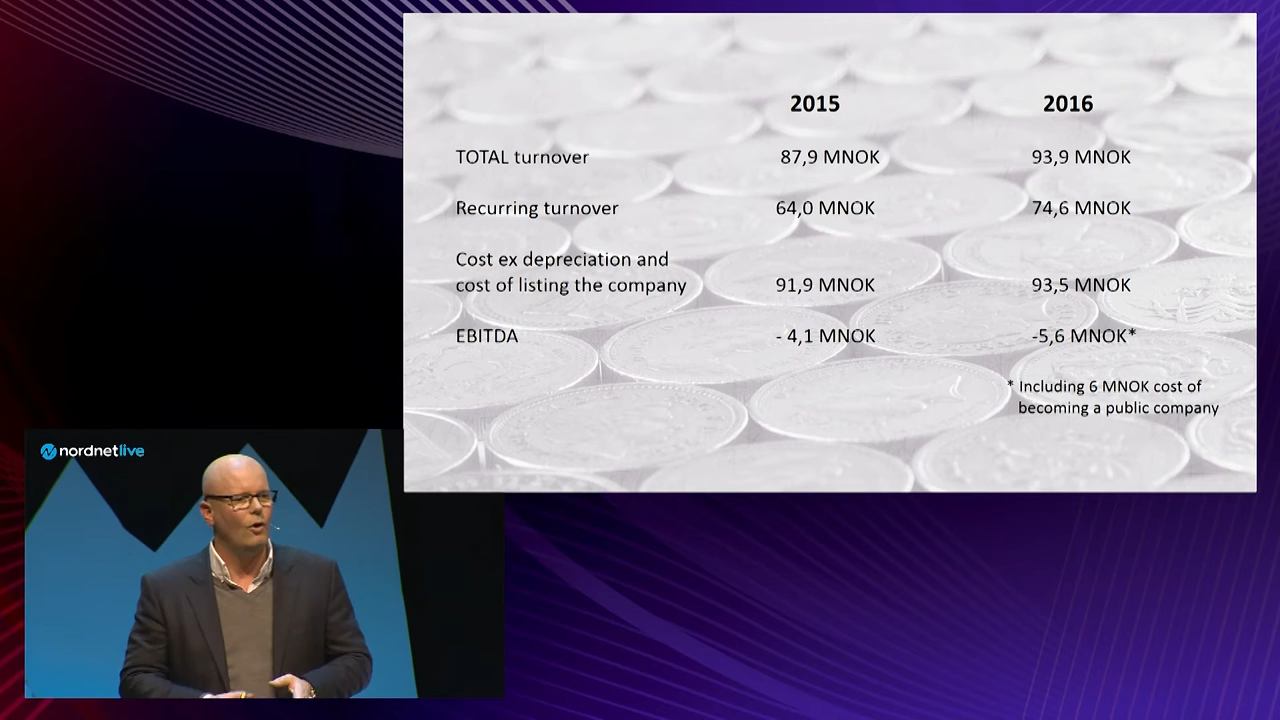 2015 2016
TOTAL turnover 87,9 MNOK 93,9 MNOK
Recurring turnover 64,0 MNOK 74,6 MNOK
Cost ex depreciation and
cost of listing the company 91,9 MNOK 93,5 MNOK
EBITDA - 4,1 MNOK -5,6 MNOK*
* Including 6 MNOK cost of
becoming a public company
nordnetlive